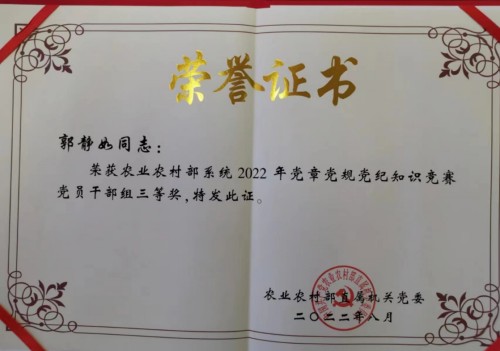 荣誉证书
郭静如同志：
荣获农业农村部系统2022年党章党规党纪知识竞赛
党员干部组三等奖，特发此证。
农业农村部直属机关党委
二〇二二年八月